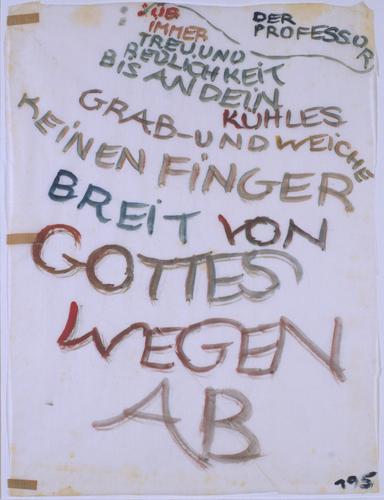 ÜB
IMMER
TREU UND
REDLICHKEIT
BIS AN DEIN
KÜHLES
GRAB-UND WEICHE
KEINEN FINGER
BREIT VON
GOTTES
WEGEN
AB
DER
PROFESSOR
195